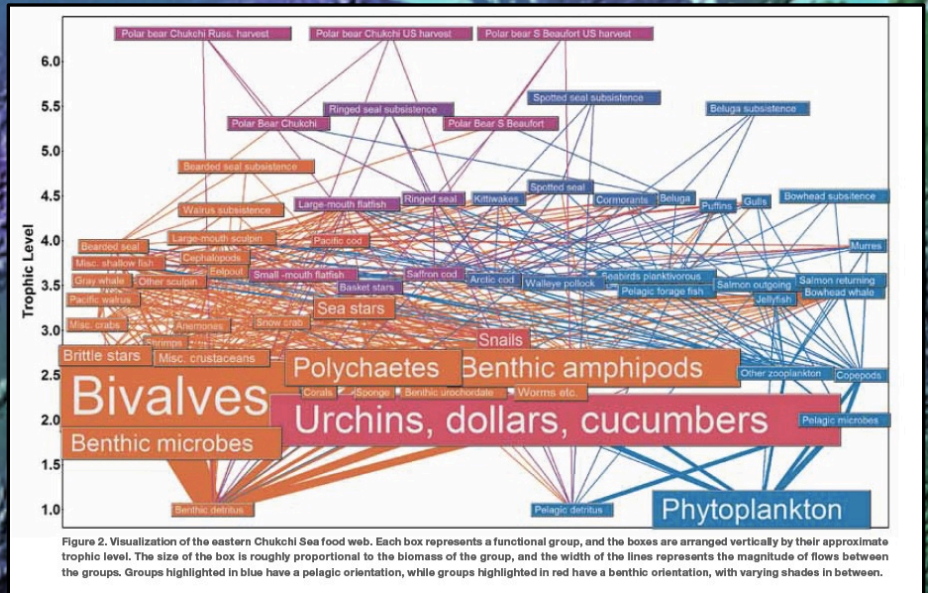 Polar bear Chukchi Russ. harvest
Polar bear Chukchi US harvest
Polar bear S Beaufort US harvest
6.0
Spotted seal subsistence
5.5
Ringed seal subsistence
Beluga subsistence
Polar Bear Chukchi
Polar Bear S Beaufort
5.0
Bearded seal subsistence
Spotted seal
4.5
Large-mouth flatfish
Ringed seal
Kittiwakes
Cormorants
Beluga
Puffins
Gulls
Bowhead subsitence
Walrus subsistence
Trophic Level
4.0
Bearded seal
Large-mouth sculpin
Pacific cod
Murres
Misc. shallow fish
Cephalopods
Eelpout
Gray whale
Other sculpin
Small -mouth flatfish
Saffron cod
Arctic cod
Walleye pollock
Seabirds planktivorous
Salmon outgoing
Salmon returning
3.5
Basket stars
Pelagic forage fish
Jellyfish
Bowhead whale
Pacific walrus
Sea stars
3.0
Misc. crabs
Anemones
Snow crab
Shrimps
Snails
Brittle stars
Misc. crustaceans
Polychaetes
Benthic amphipods
2.5
Other zooplankton
Copepods
Bivalves
Corals
Sponge
Benthic urochordate
Worms etc.
2.0
Urchins, dollars, cucumbers
Pelagic microbes
Benthic microbes
1.5
1.0
Benthic detritus
Pelagic detritus
Phytoplankton
Figure 2. Visualization of the eastern Chukchi Sea food web. Each box represents a functional group, and the boxes are arranged vertically by their approximate
trophic level. The size of the box is roughly proportional to the biomass of the group, and the width of the lines represents the magnitude of flows between
the groups. Groups highlighted in blue have a pelagic orientation, while groups highlighted in red have a benthic orientation, with varying shades in between.